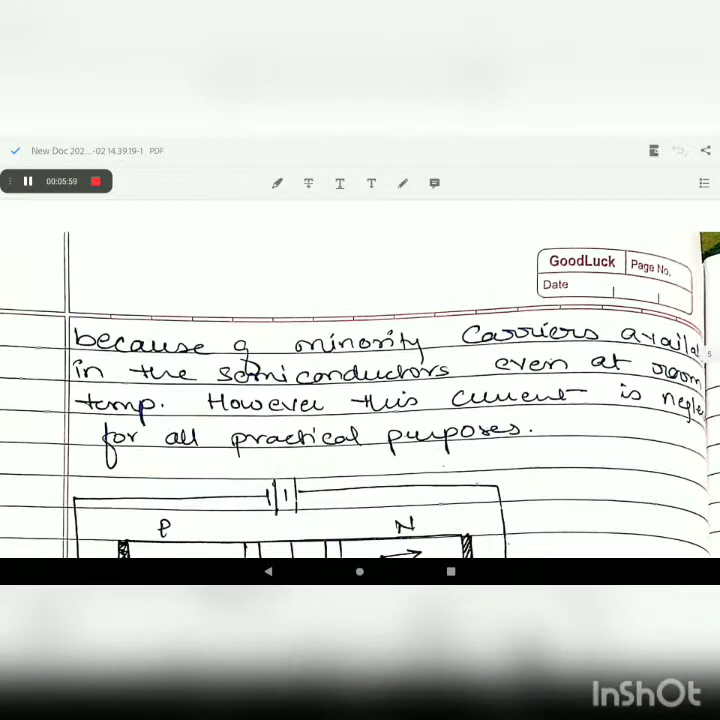 New Doc 202...-02 14.39.19-1 PDF
00:05:59
GoodLuck Page No.
Date
5
because of minority carriers availa
in the semiconductors even at room
temp. However this current is negle
for all practical purposes.
P N
InShOt